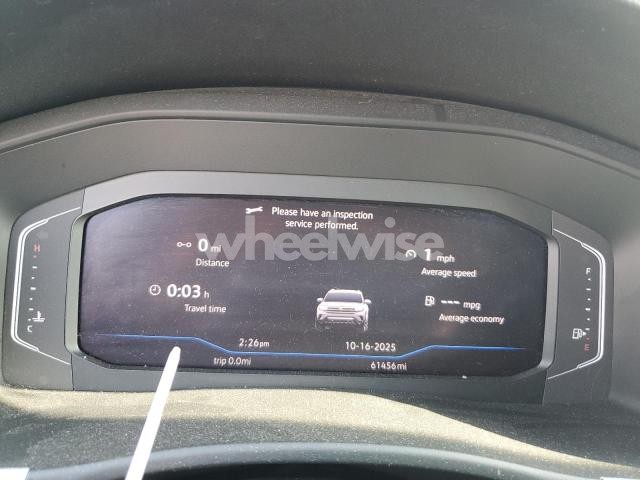 Please have an inspection
service performed.
0 mi
Distance
1 mph
Average speed
0:03 h
Travel time
--- mpg
Average economy
2:26pm
10-16-2025
trip 0.0mi
61456mi
H
C
F
E
wheelwise